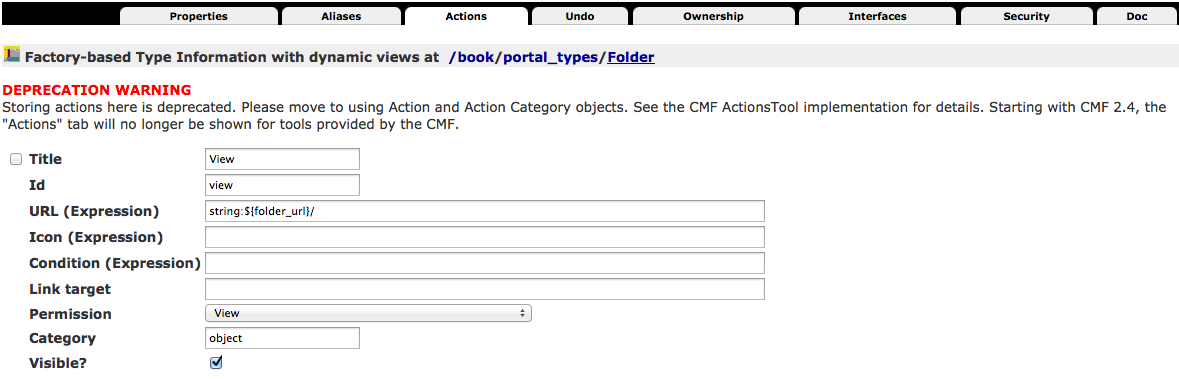 Properties Aliases Actions Undo Ownership Interfaces Security Doc
Factory-based Type Information with dynamic views at /book/portal_types/Folder
DEPRECATION WARNING
Storing actions here is deprecated. Please move to using Action and Action Category objects. See the CMF ActionsTool implementation for details. Starting with CMF 2.4, the
"Actions" tab will no longer be shown for tools provided by the CMF.
Title View
Id view
URL (Expression) string:${folder_url}/
Icon (Expression)
Condition (Expression)
Link target
Permission View
Category object
Visible?